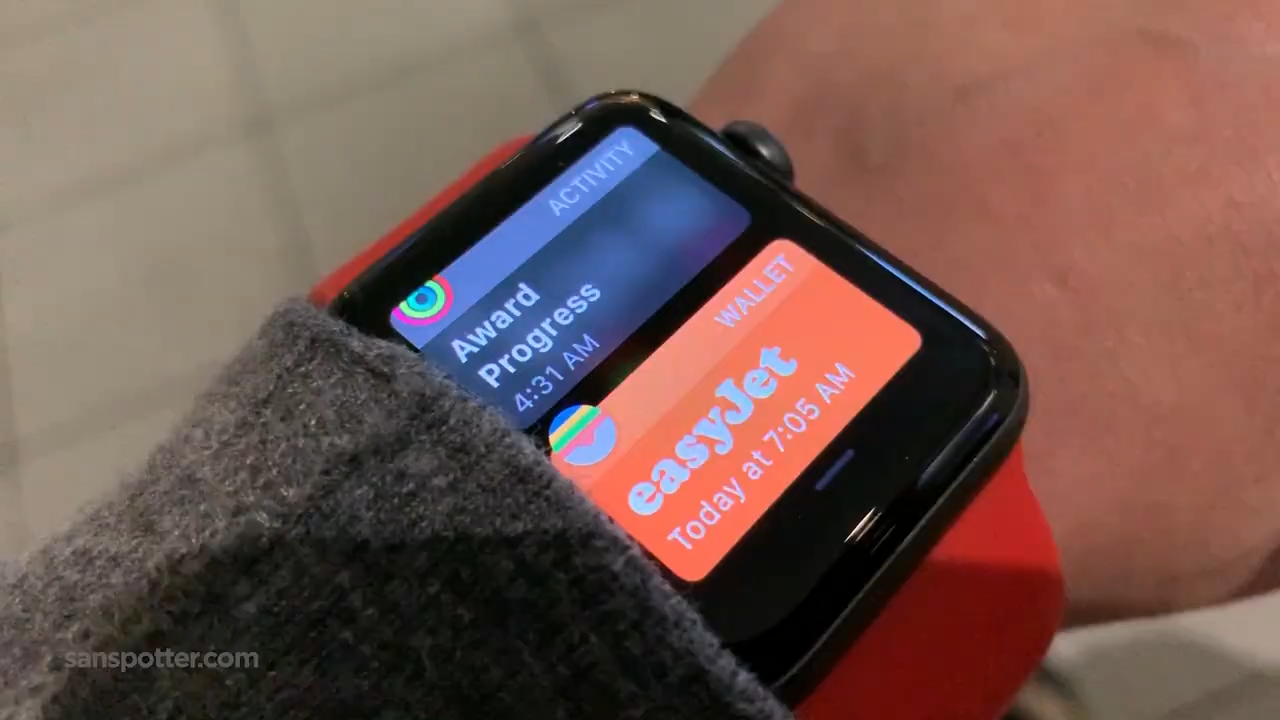 ACTIVITY
Award
Progress
4:31 AM
WALLET
easyJet
Today at 7:05 AM
sanspotter.com